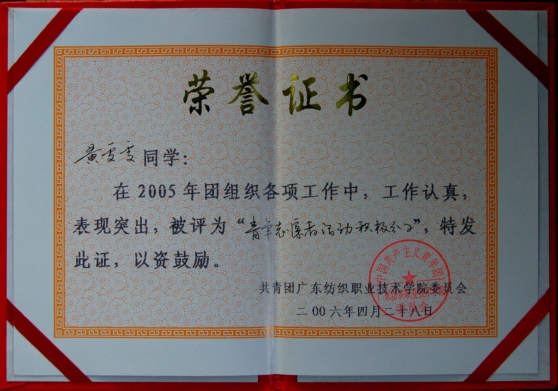 荣誉证书
黄雯雯同学：
在2005年团组织各项工作中，工作认真，
表现突出，被评为“青年志愿者活动积极分子”，特发
此证，以资鼓励。
共青团广东纺织职业技术学院委员会
二00六年四月二十八日